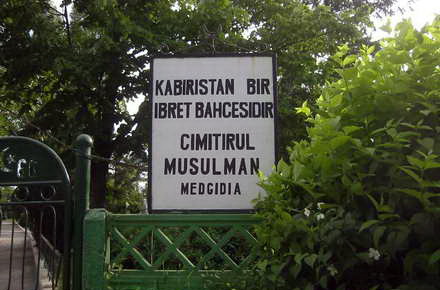 KABIRISTAN BIR
IBRET BAHCESIDIR
CIMITIRUL
MUSULMAN
MEDGIDIA